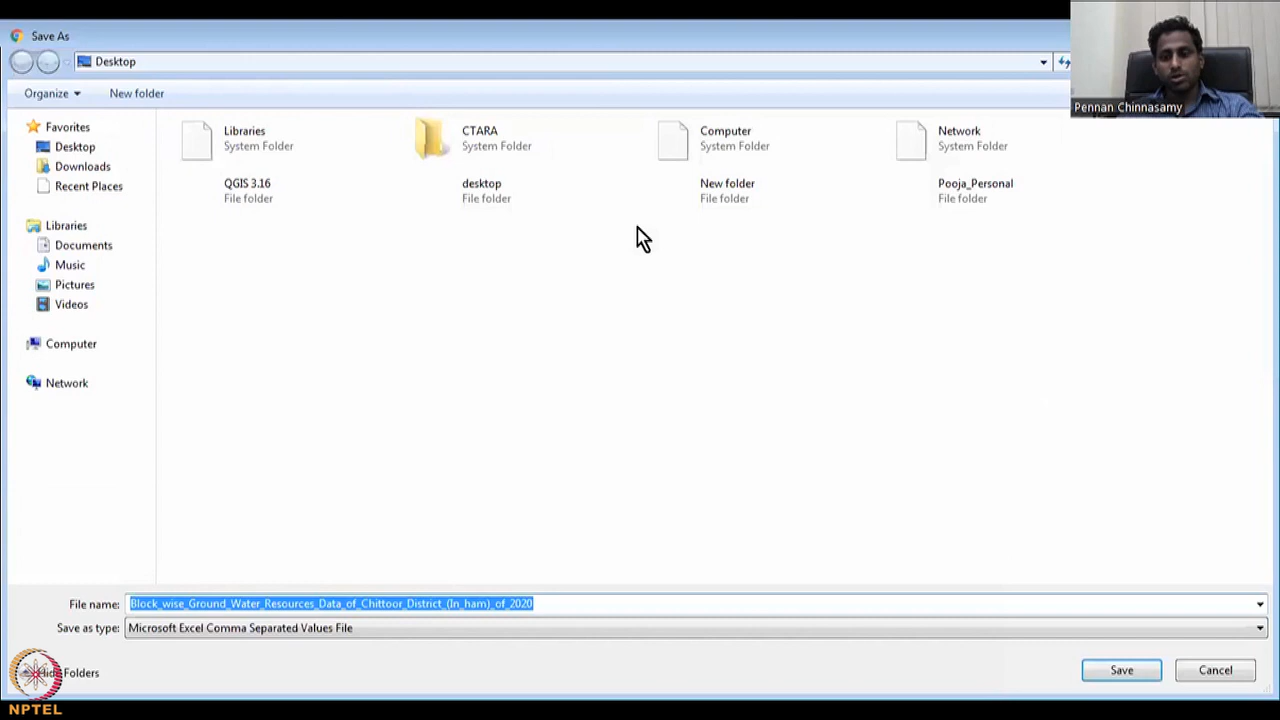 Save As
Desktop
Pennan Chinnasamy
Organize
New folder
Favorites
Desktop
Downloads
Recent Places
Libraries
Documents
Music
Pictures
Videos
Computer
Network
Libraries
System Folder
CTARA
System Folder
Computer
System Folder
Network
System Folder
QGIS 3.16
File folder
desktop
File folder
New folder
File folder
Pooja_Personal
File folder
File name: Block_wise_Ground_Water_Resources_Data_of_Chittoor_District_(In_ham)_of_2020
Save as type: Microsoft Excel Comma Separated Values File
Hide Folders
Save
Cancel
NPTEL